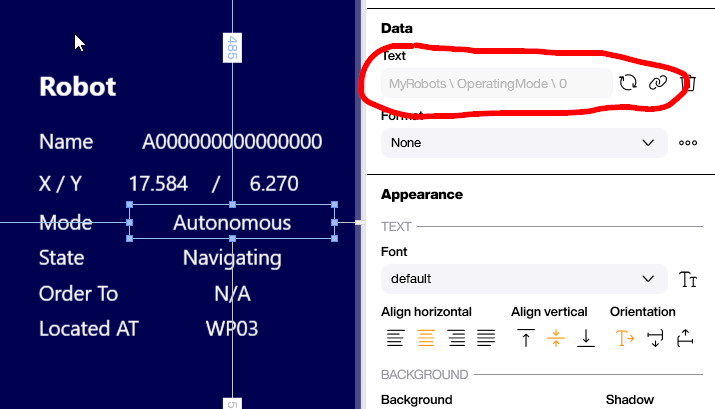 485
Robot
Name A000000000000000
X / Y 17.584 / 6.270
Mode Autonomous
State Navigating
Order To N/A
Located AT WP03
5
Data
Text
MyRobots \ OperatingMode \ 0
Format
None
Appearance
TEXT
Font
default
Tт
Align horizontal Align vertical Orientation
BACKGROUND
Background Shadow